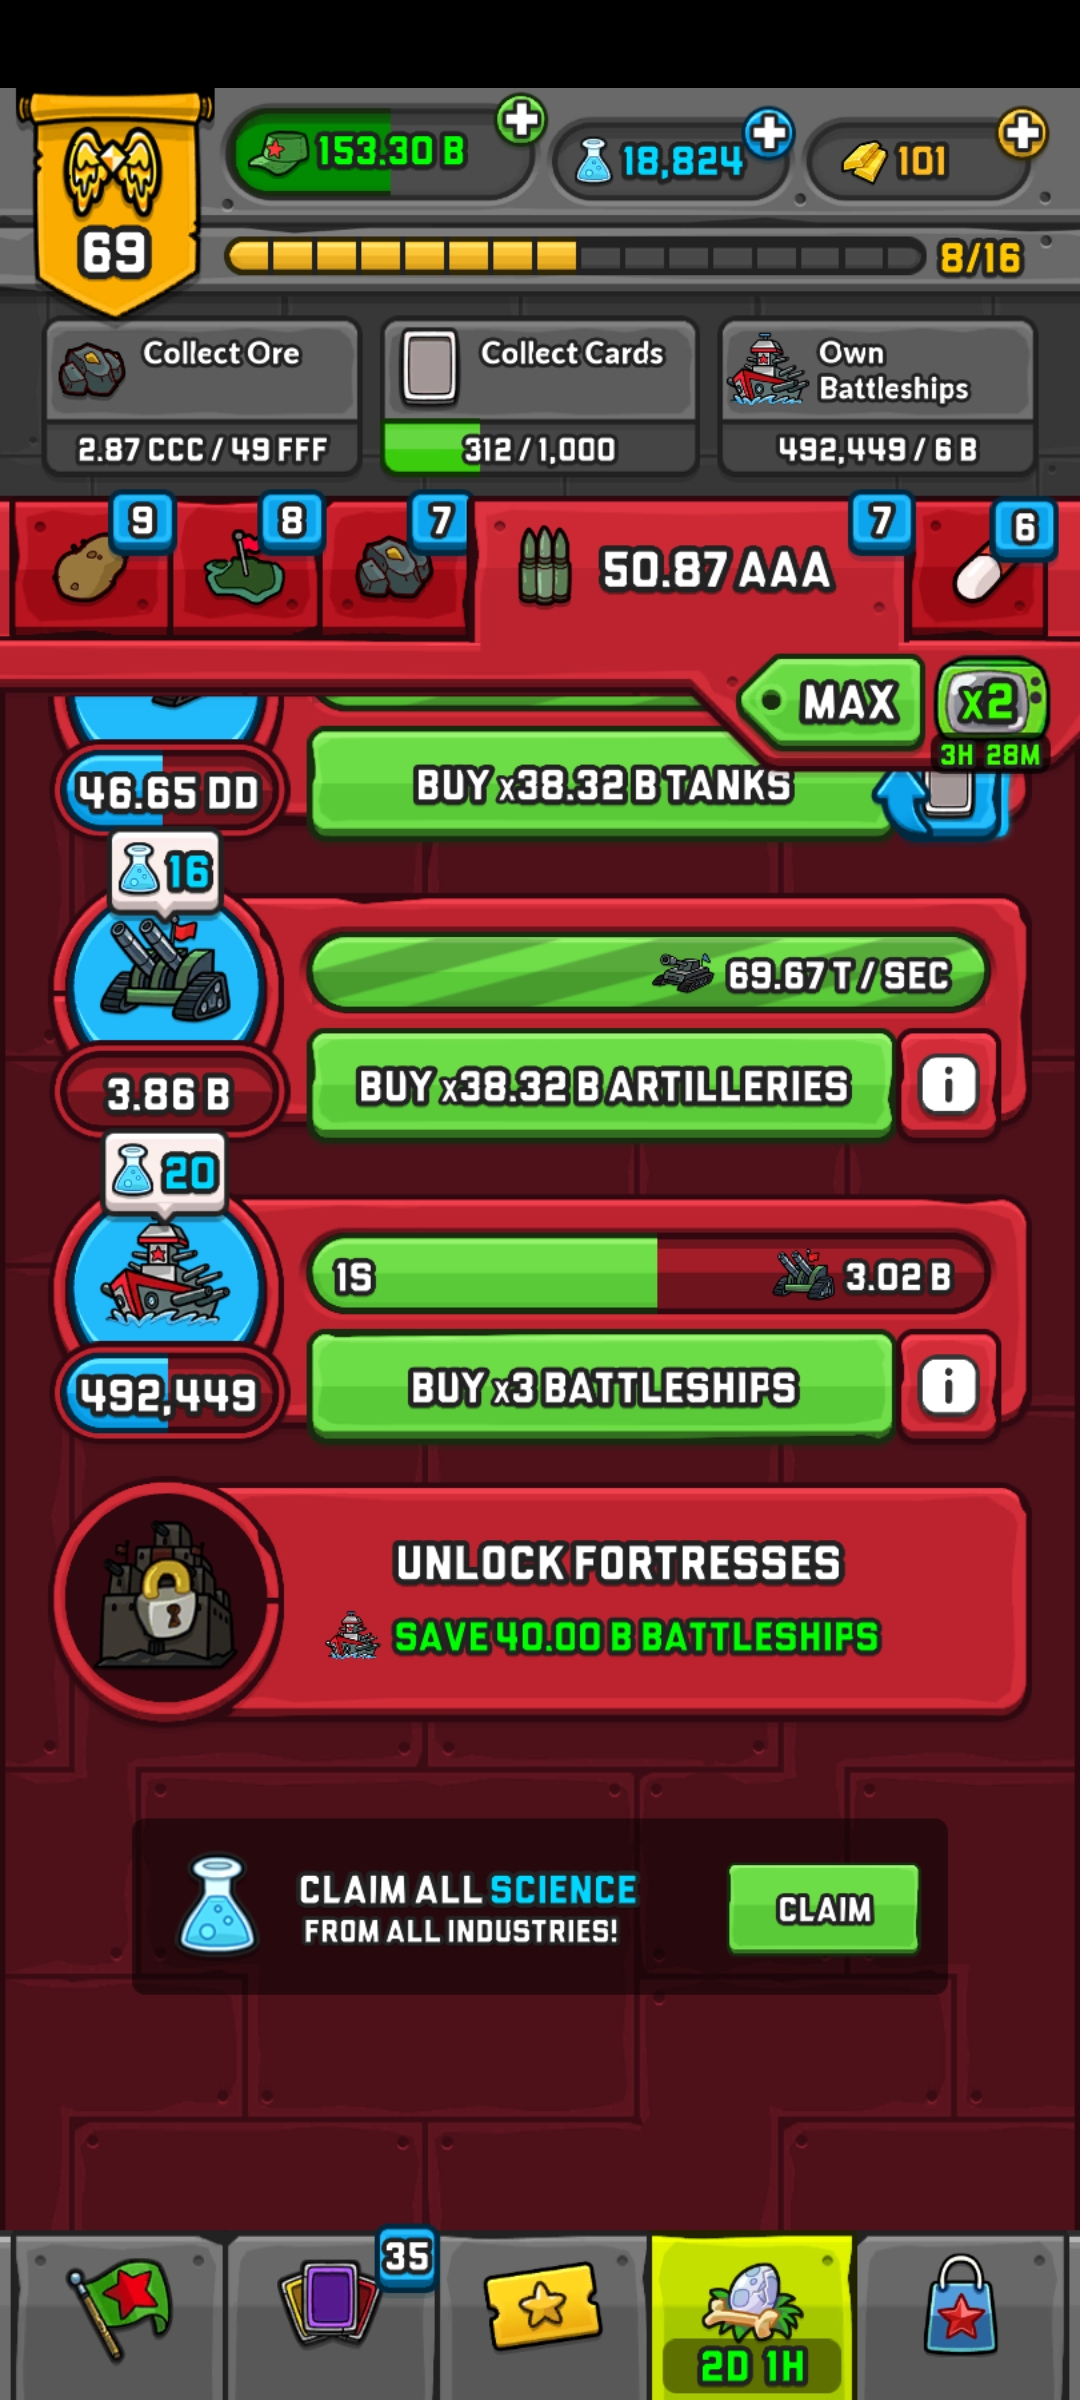 153.30 B
18,824
101
69
8/16
Collect Ore
2.87 CCC / 49 FFF
Collect Cards
312 / 1,000
Own
Battleships
492,449 / 6 B
9
8
7
50.87 AAA
7
6
MAX
x2
3H 28M
46.65 DD
BUY x38.32 B TANKS
16
69.67 T / SEC
3.86 B
BUY x38.32 B ARTILLERIES
i
20
1S
3.02 B
492,449
BUY x3 BATTLESHIPS
i
UNLOCK FORTRESSES
SAVE 40.00 B BATTLESHIPS
CLAIM ALL SCIENCE
FROM ALL INDUSTRIES!
CLAIM
35
2D 1H